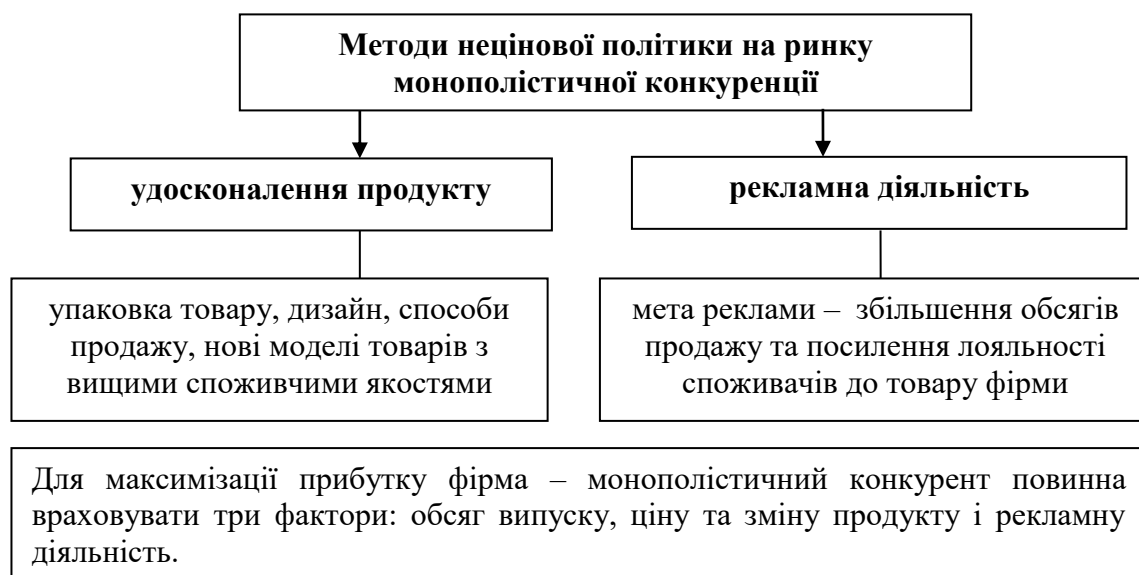 Методи нецінової політики на ринку
монополістичної конкуренції
удосконалення продукту
рекламна діяльність
упаковка товару, дизайн, способи
продажу, нові моделі товарів з
вищими споживчими якостями
мета реклами – збільшення обсягів
продажу та посилення лояльності
споживачів до товару фірми
Для максимізації прибутку фірма – монополістичний конкурент повинна
враховувати три фактори: обсяг випуску, ціну та зміну продукту і рекламну
діяльність.